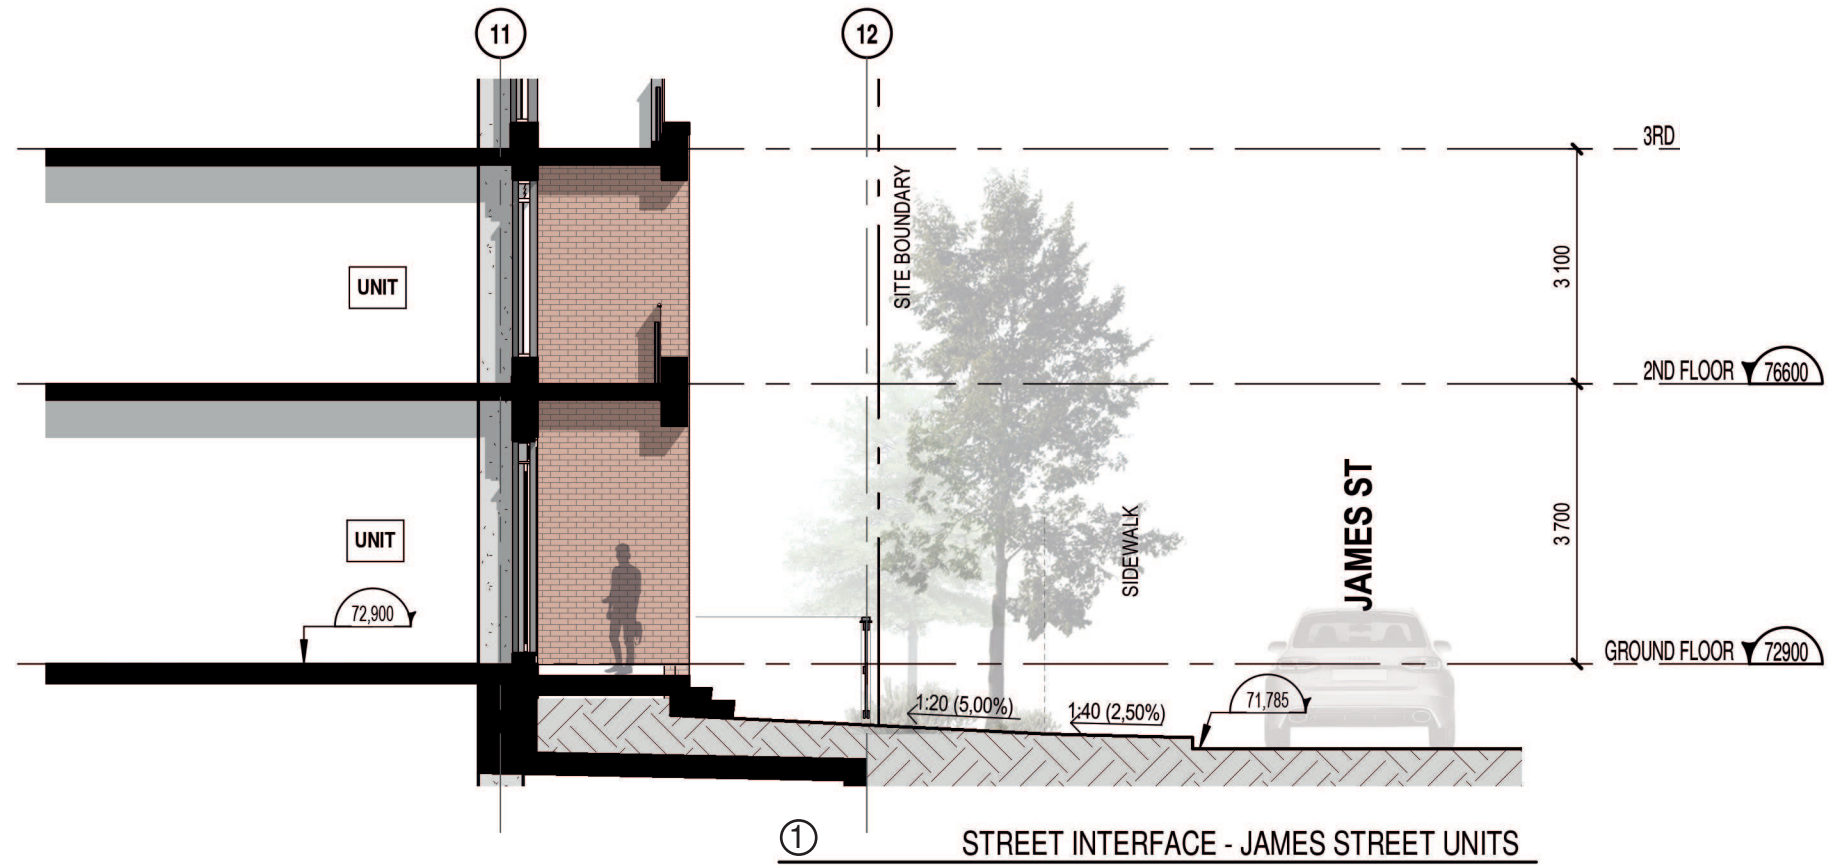 11
12
3RD
SITE BOUNDARY
3 100
UNIT
2ND FLOOR
76600
JAMES ST
3 700
SIDEWALK
UNIT
72,900
GROUND FLOOR
72900
1:20 (5,00%)
1:40 (2,50%)
71,785
1
STREET INTERFACE - JAMES STREET UNITS